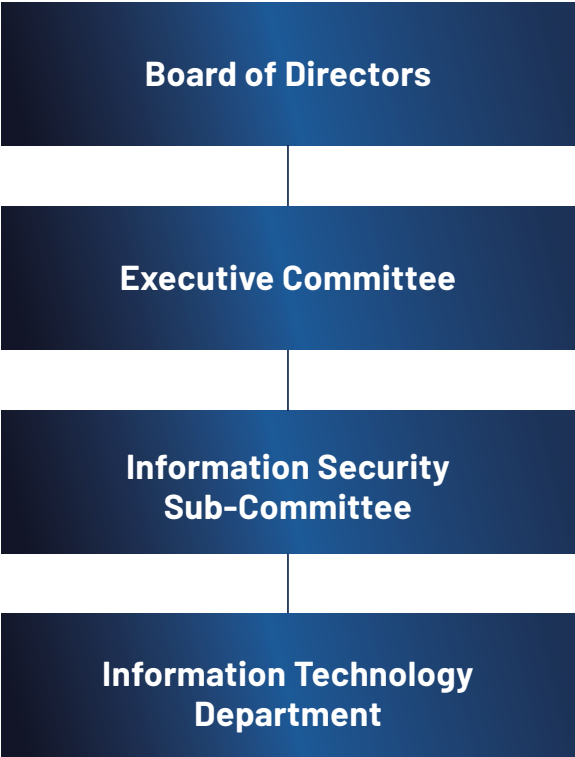 Board of Directors
Executive Committee
Information Security
Sub-Committee
Information Technology
Department